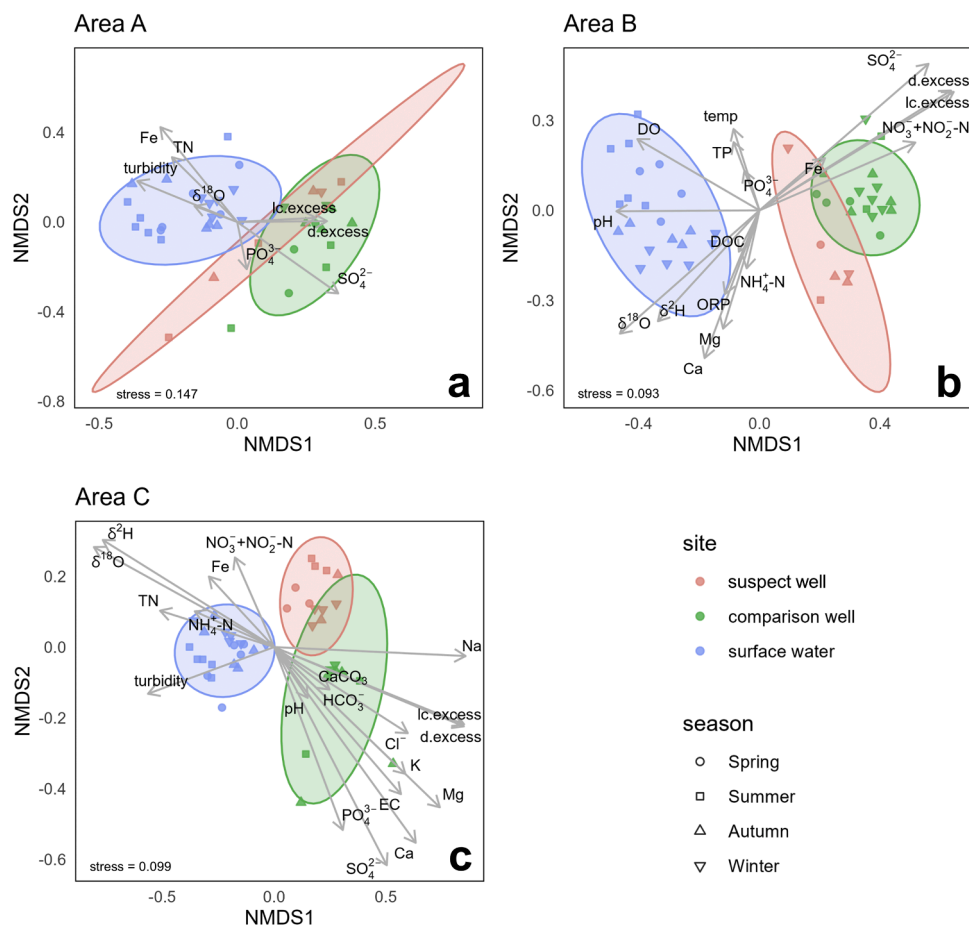 Area A
NMDS2
0.4
0.0
-0.4
-0.8
Fe
TN
turbidity
δ¹⁸O
lc.excess
d.excess
PO₄³⁻
SO₄²⁻
stress = 0.147
a
-0.5
0.0
0.5
NMDS1
Area B
NMDS2
0.3
0.0
-0.3
-0.6
SO₄²⁻
d.excess
lc.excess
NO₃⁻+NO₂⁻-N
temp
DO
TP
Fe
PO₄³⁻
pH
DOC
NH₄⁺-N
ORP
δ²H
δ¹⁸O
Mg
Ca
stress = 0.093
b
-0.4
0.0
0.4
NMDS1
Area C
NMDS2
0.2
0.0
-0.2
-0.4
-0.6
δ²H
δ¹⁸O
NO₃⁻+NO₂⁻-N
Fe
TN
NH₄⁺-N
Na
turbidity
CaCO3
HCO₃⁻
pH
lc.excess
d.excess
Cl⁻
K
Mg
EC
PO₄³⁻
Ca
SO₄²⁻
stress = 0.099
c
-0.5
0.0
0.5
NMDS1
site
suspect well
comparison well
surface water
season
Spring
Summer
Autumn
Winter